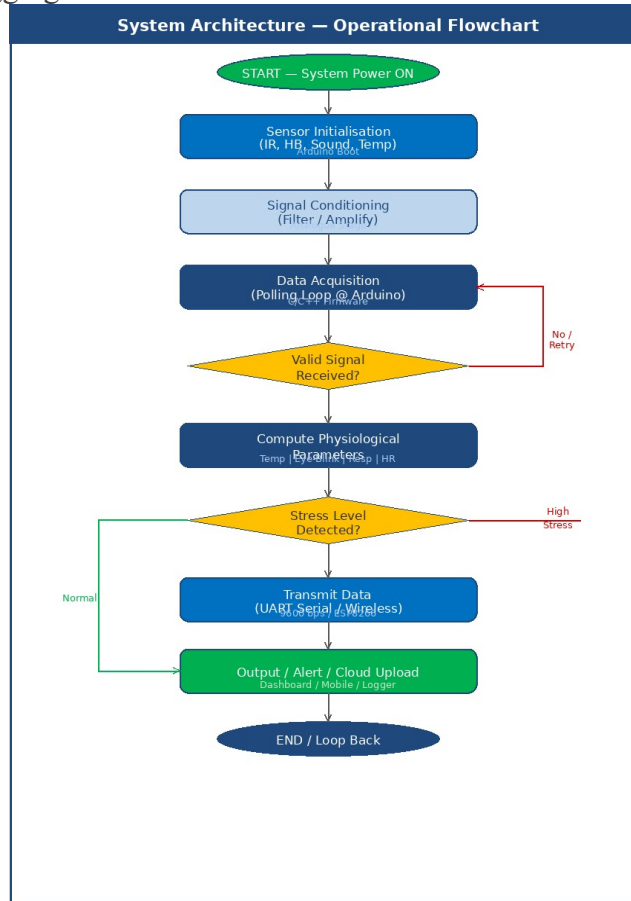 System Architecture — Operational Flowchart
START — System Power ON
Sensor Initialisation
(IR, HB, Sound, Temp)
Arduino Boot
Signal Conditioning
(Filter / Amplify)
Data Acquisition
(Polling Loop @ Arduino)
C/C++ Firmware
No /
Retry
Valid Signal
Received?
Compute Physiological
Parameters
Temp | Eye Blink | Resp | HR
Stress Level
Detected?
High
Stress
Normal
Transmit Data
(UART Serial / Wireless)
9600 bps / ESP8266
Output / Alert / Cloud Upload
Dashboard / Mobile / Logger
END / Loop Back